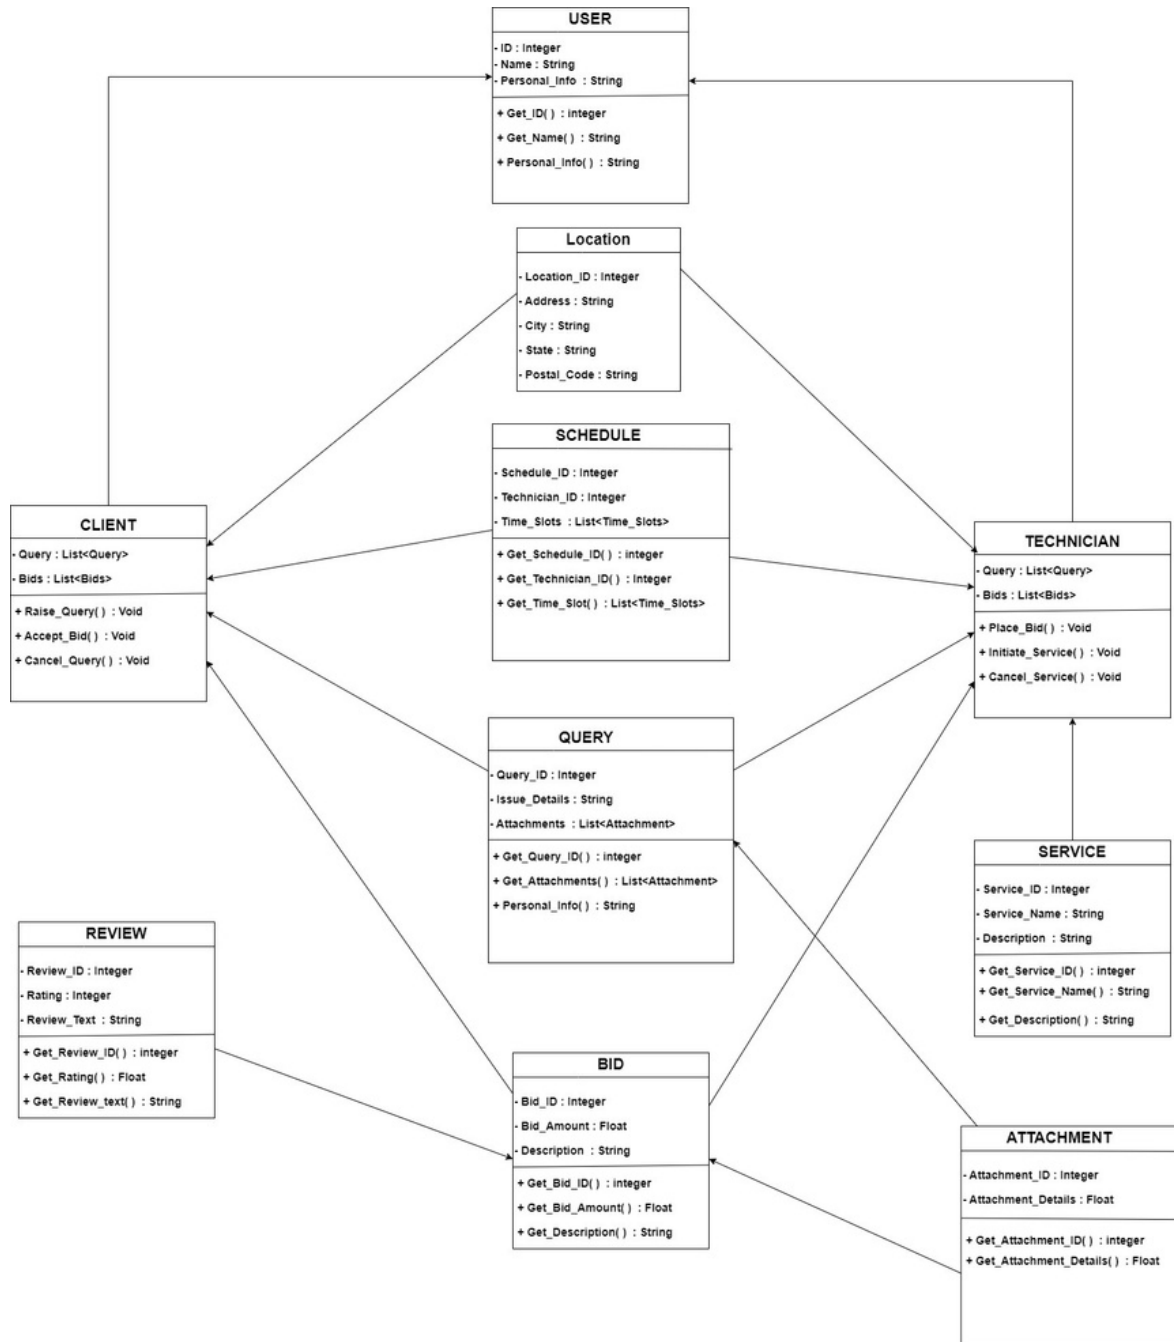 USER
- ID : Integer
- Name : String
- Personal_Info : String
+ Get_ID( ) : integer
+ Get_Name( ) : String
+ Personal_Info( ) : String
Location
- Location_ID : Integer
- Address : String
- City : String
- State : String
- Postal_Code : String
SCHEDULE
- Schedule_ID : Integer
- Technician_ID : Integer
- Time_Slots : List<Time_Slots>
+ Get_Schedule_ID( ) : integer
+ Get_Technician_ID( ) : Integer
+ Get_Time_Slot( ) : List<Time_Slots>
CLIENT
- Query : List<Query>
- Bids : List<Bids>
+ Raise_Query( ) : Void
+ Accept_Bid( ) : Void
+ Cancel_Query( ) : Void
TECHNICIAN
- Query : List<Query>
- Bids : List<Bids>
+ Place_Bid( ) : Void
+ Initiate_Service( ) : Void
+ Cancel_Service( ) : Void
QUERY
- Query_ID : Integer
- Issue_Details : String
- Attachments : List<Attachment>
+ Get_Query_ID( ) : integer
+ Get_Attachments( ) : List<Attachment>
+ Personal_Info( ) : String
SERVICE
- Service_ID : Integer
- Service_Name : String
- Description : String
+ Get_Service_ID( ) : integer
+ Get_Service_Name( ) : String
+ Get_Description( ) : String
REVIEW
- Review_ID : Integer
- Rating : Integer
- Review_Text : String
+ Get_Review_ID( ) : integer
+ Get_Rating( ) : Float
+ Get_Review_text( ) : String
BID
- Bid_ID : Integer
- Bid_Amount : Float
- Description : String
+ Get_Bid_ID( ) : integer
+ Get_Bid_Amount( ) : Float
+ Get_Description( ) : String
ATTACHMENT
- Attachment_ID : Integer
- Attachment_Details : Float
+ Get_Attachment_ID( ) : integer
+ Get_Attachment_Details( ) : Float